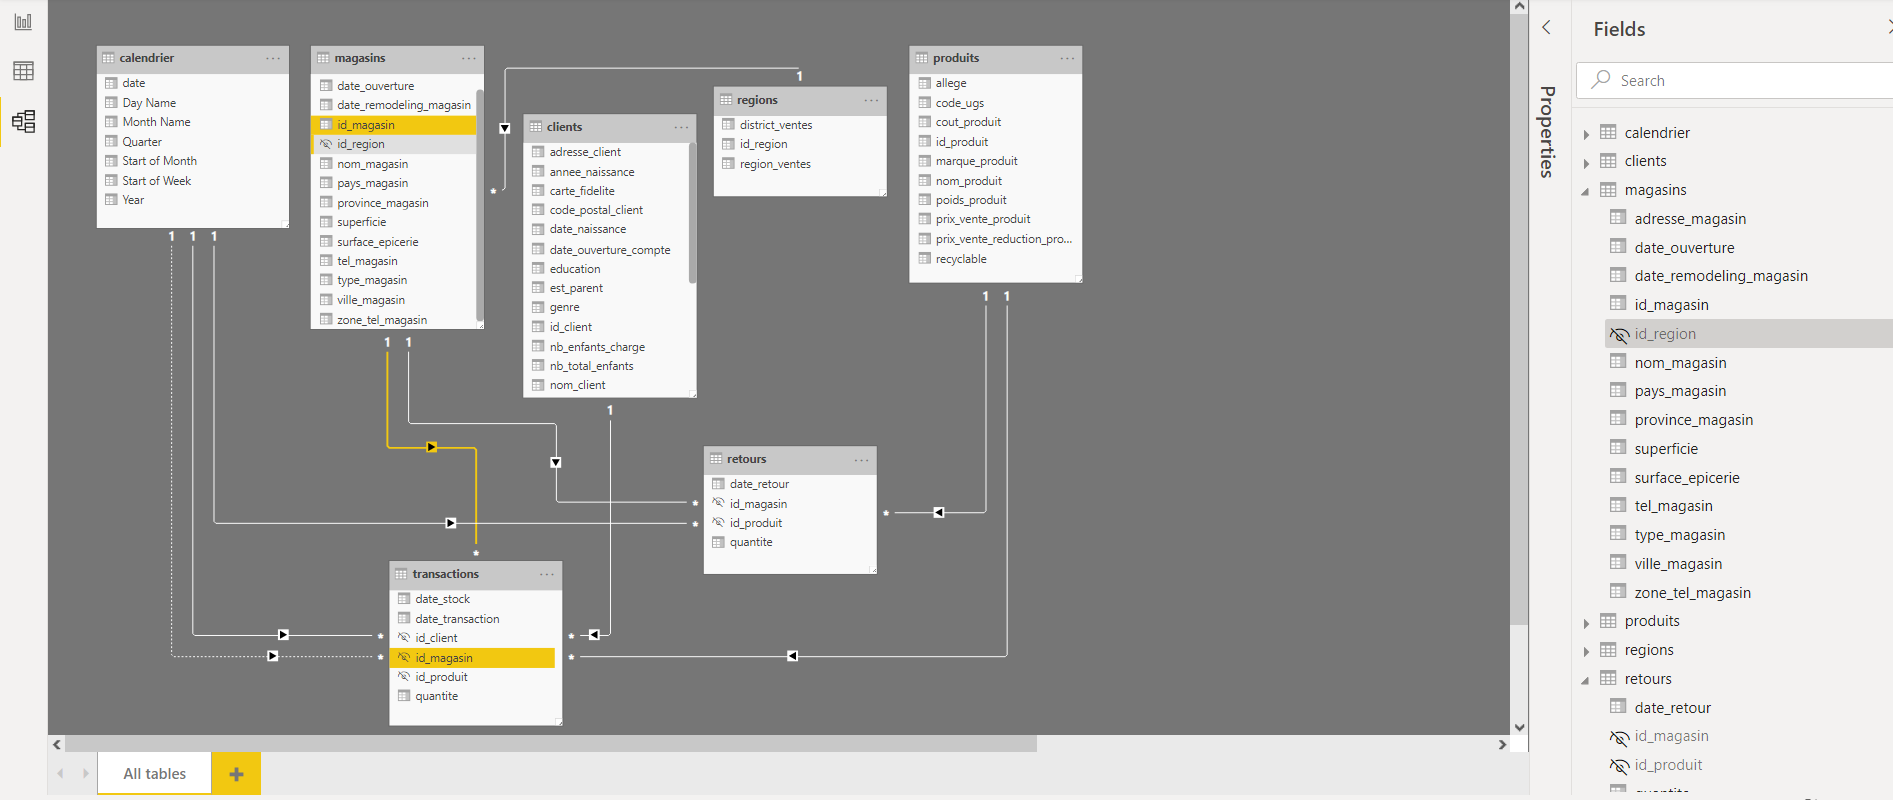 calendrier
date
Day Name
Month Name
Quarter
Start of Month
Start of Week
Year
magasins
date_ouverture
date_remodeling_magasin
id_magasin
id_region
nom_magasin
pays_magasin
province_magasin
superficie
surface_epicerie
tel_magasin
type_magasin
ville_magasin
zone_tel_magasin
clients
adresse_client
annee_naissance
carte_fidelite
code_postal_client
date_naissance
date_ouverture_compte
education
est_parent
genre
id_client
nb_enfants_charge
nb_total_enfants
nom_client
regions
district_ventes
id_region
region_ventes
produits
allege
code_ugs
cout_produit
id_produit
marque_produit
nom_produit
poids_produit
prix_vente_produit
prix_vente_reduction_pro...
recyclable
1
1 1 1
1 1
1
1 1
*
retours
date_retour
id_magasin
id_produit
quantite
* *
*
*
transactions
date_stock
date_transaction
id_client
id_magasin
id_produit
quantite
* *
* *
All tables
+
Properties
Fields
Search
calendrier
clients
magasins
adresse_magasin
date_ouverture
date_remodeling_magasin
id_magasin
id_region
nom_magasin
pays_magasin
province_magasin
superficie
surface_epicerie
tel_magasin
type_magasin
ville_magasin
zone_tel_magasin
produits
regions
retours
date_retour
id_magasin
id_produit